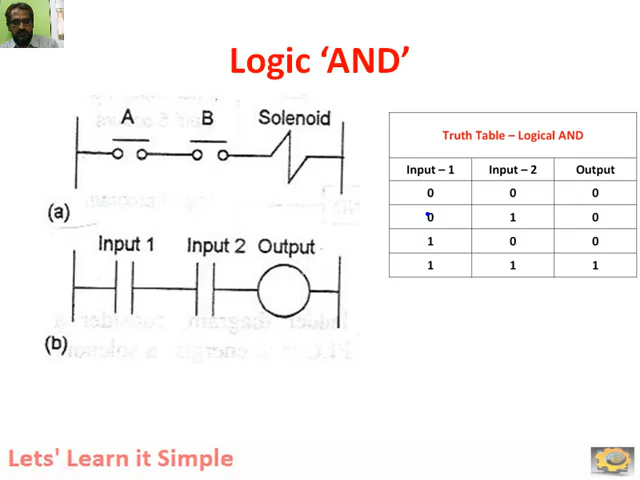 Logic ‘AND’
A B Solenoid
(a)
Input 1 Input 2 Output
(b)
Truth Table – Logical AND
Input – 1 Input – 2 Output
0 0 0
0 1 0
1 0 0
1 1 1
Lets' Learn it Simple